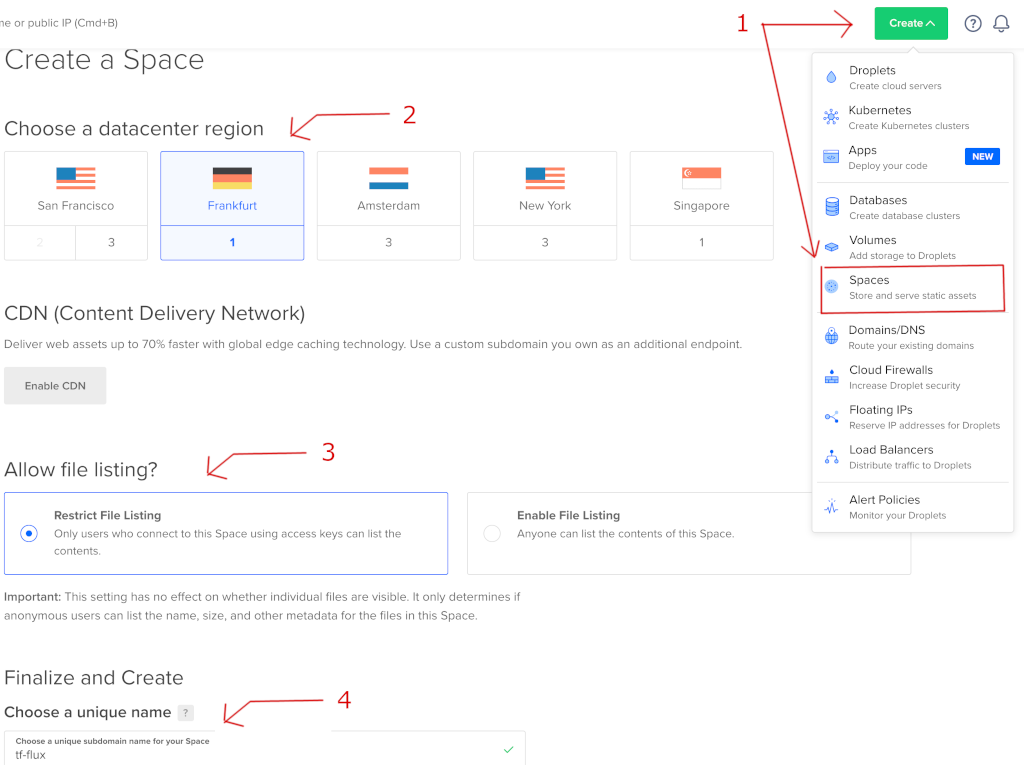 me or public IP (Cmd+B)
1
Create
?
Create a Space
Choose a datacenter region
2
San Francisco
2
3
Frankfurt
1
Amsterdam
3
New York
3
Singapore
1
CDN (Content Delivery Network)
Deliver web assets up to 70% faster with global edge caching technology. Use a custom subdomain you own as an additional endpoint.
Enable CDN
Allow file listing?
3
Restrict File Listing
Only users who connect to this Space using access keys can list the
contents.
Enable File Listing
Anyone can list the contents of this Space.
Important: This setting has no effect on whether individual files are visible. It only determines if
anonymous users can list the name, size, and other metadata for the files in this Space.
Finalize and Create
Choose a unique name ?
4
Choose a unique subdomain name for your Space
tf-flux
Droplets
Create cloud servers
Kubernetes
Create Kubernetes clusters
Apps
Deploy your code
NEW
Databases
Create database clusters
Volumes
Add storage to Droplets
Spaces
Store and serve static assets
Domains/DNS
Route your existing domains
Cloud Firewalls
Increase Droplet security
Floating IPs
Reserve IP addresses for Droplets
Load Balancers
Distribute traffic to Droplets
Alert Policies
Monitor your Droplets